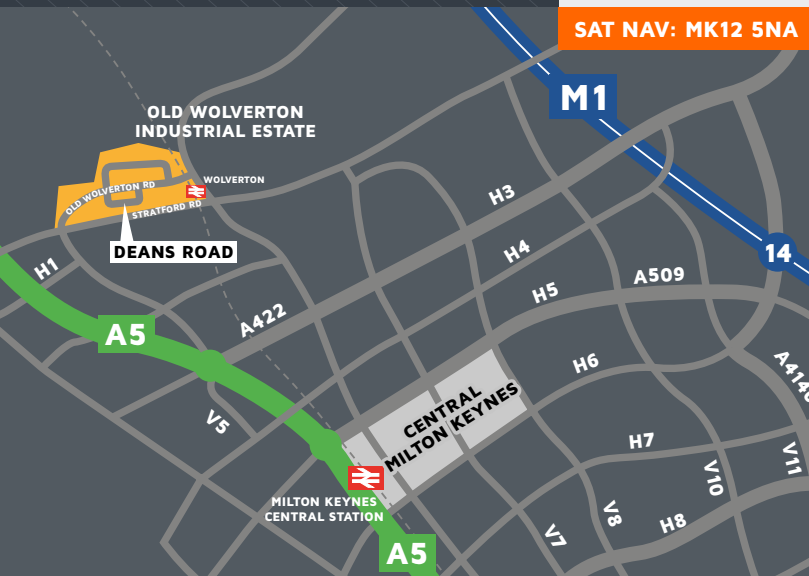 SAT NAV: MK12 5NA
M1
OLD WOLVERTON
INDUSTRIAL ESTATE
WOLVERTON
OLD WOLVERTON RD
STRATFORD RD
DEANS ROAD
H3
H4
14
H1
H5
A509
A422
A5
H6
A4146
CENTRAL
MILTON KEYNES
V5
H7
V11
V10
MILTON KEYNES
CENTRAL STATION
V8
H8
V7
A5